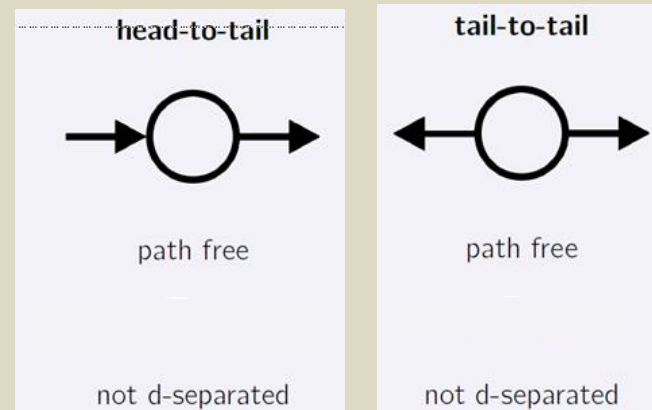 head-to-tail
path free
not d-separated
tail-to-tail
path free
not d-separated